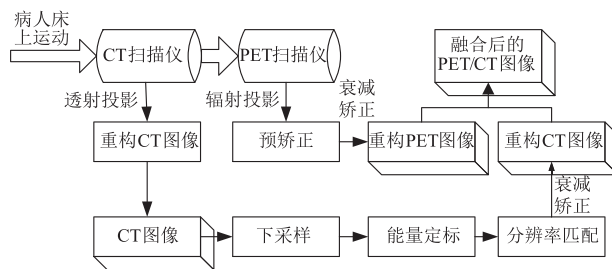 病人床
上运动
CT扫描仪
PET扫描仪
融合后的
PET/CT图像
透射投影
辐射投影
衰减
矫正
重构CT图像
预矫正
重构PET图像
重构CT图像
衰减
矫正
CT图像
下采样
能量定标
分辨率匹配